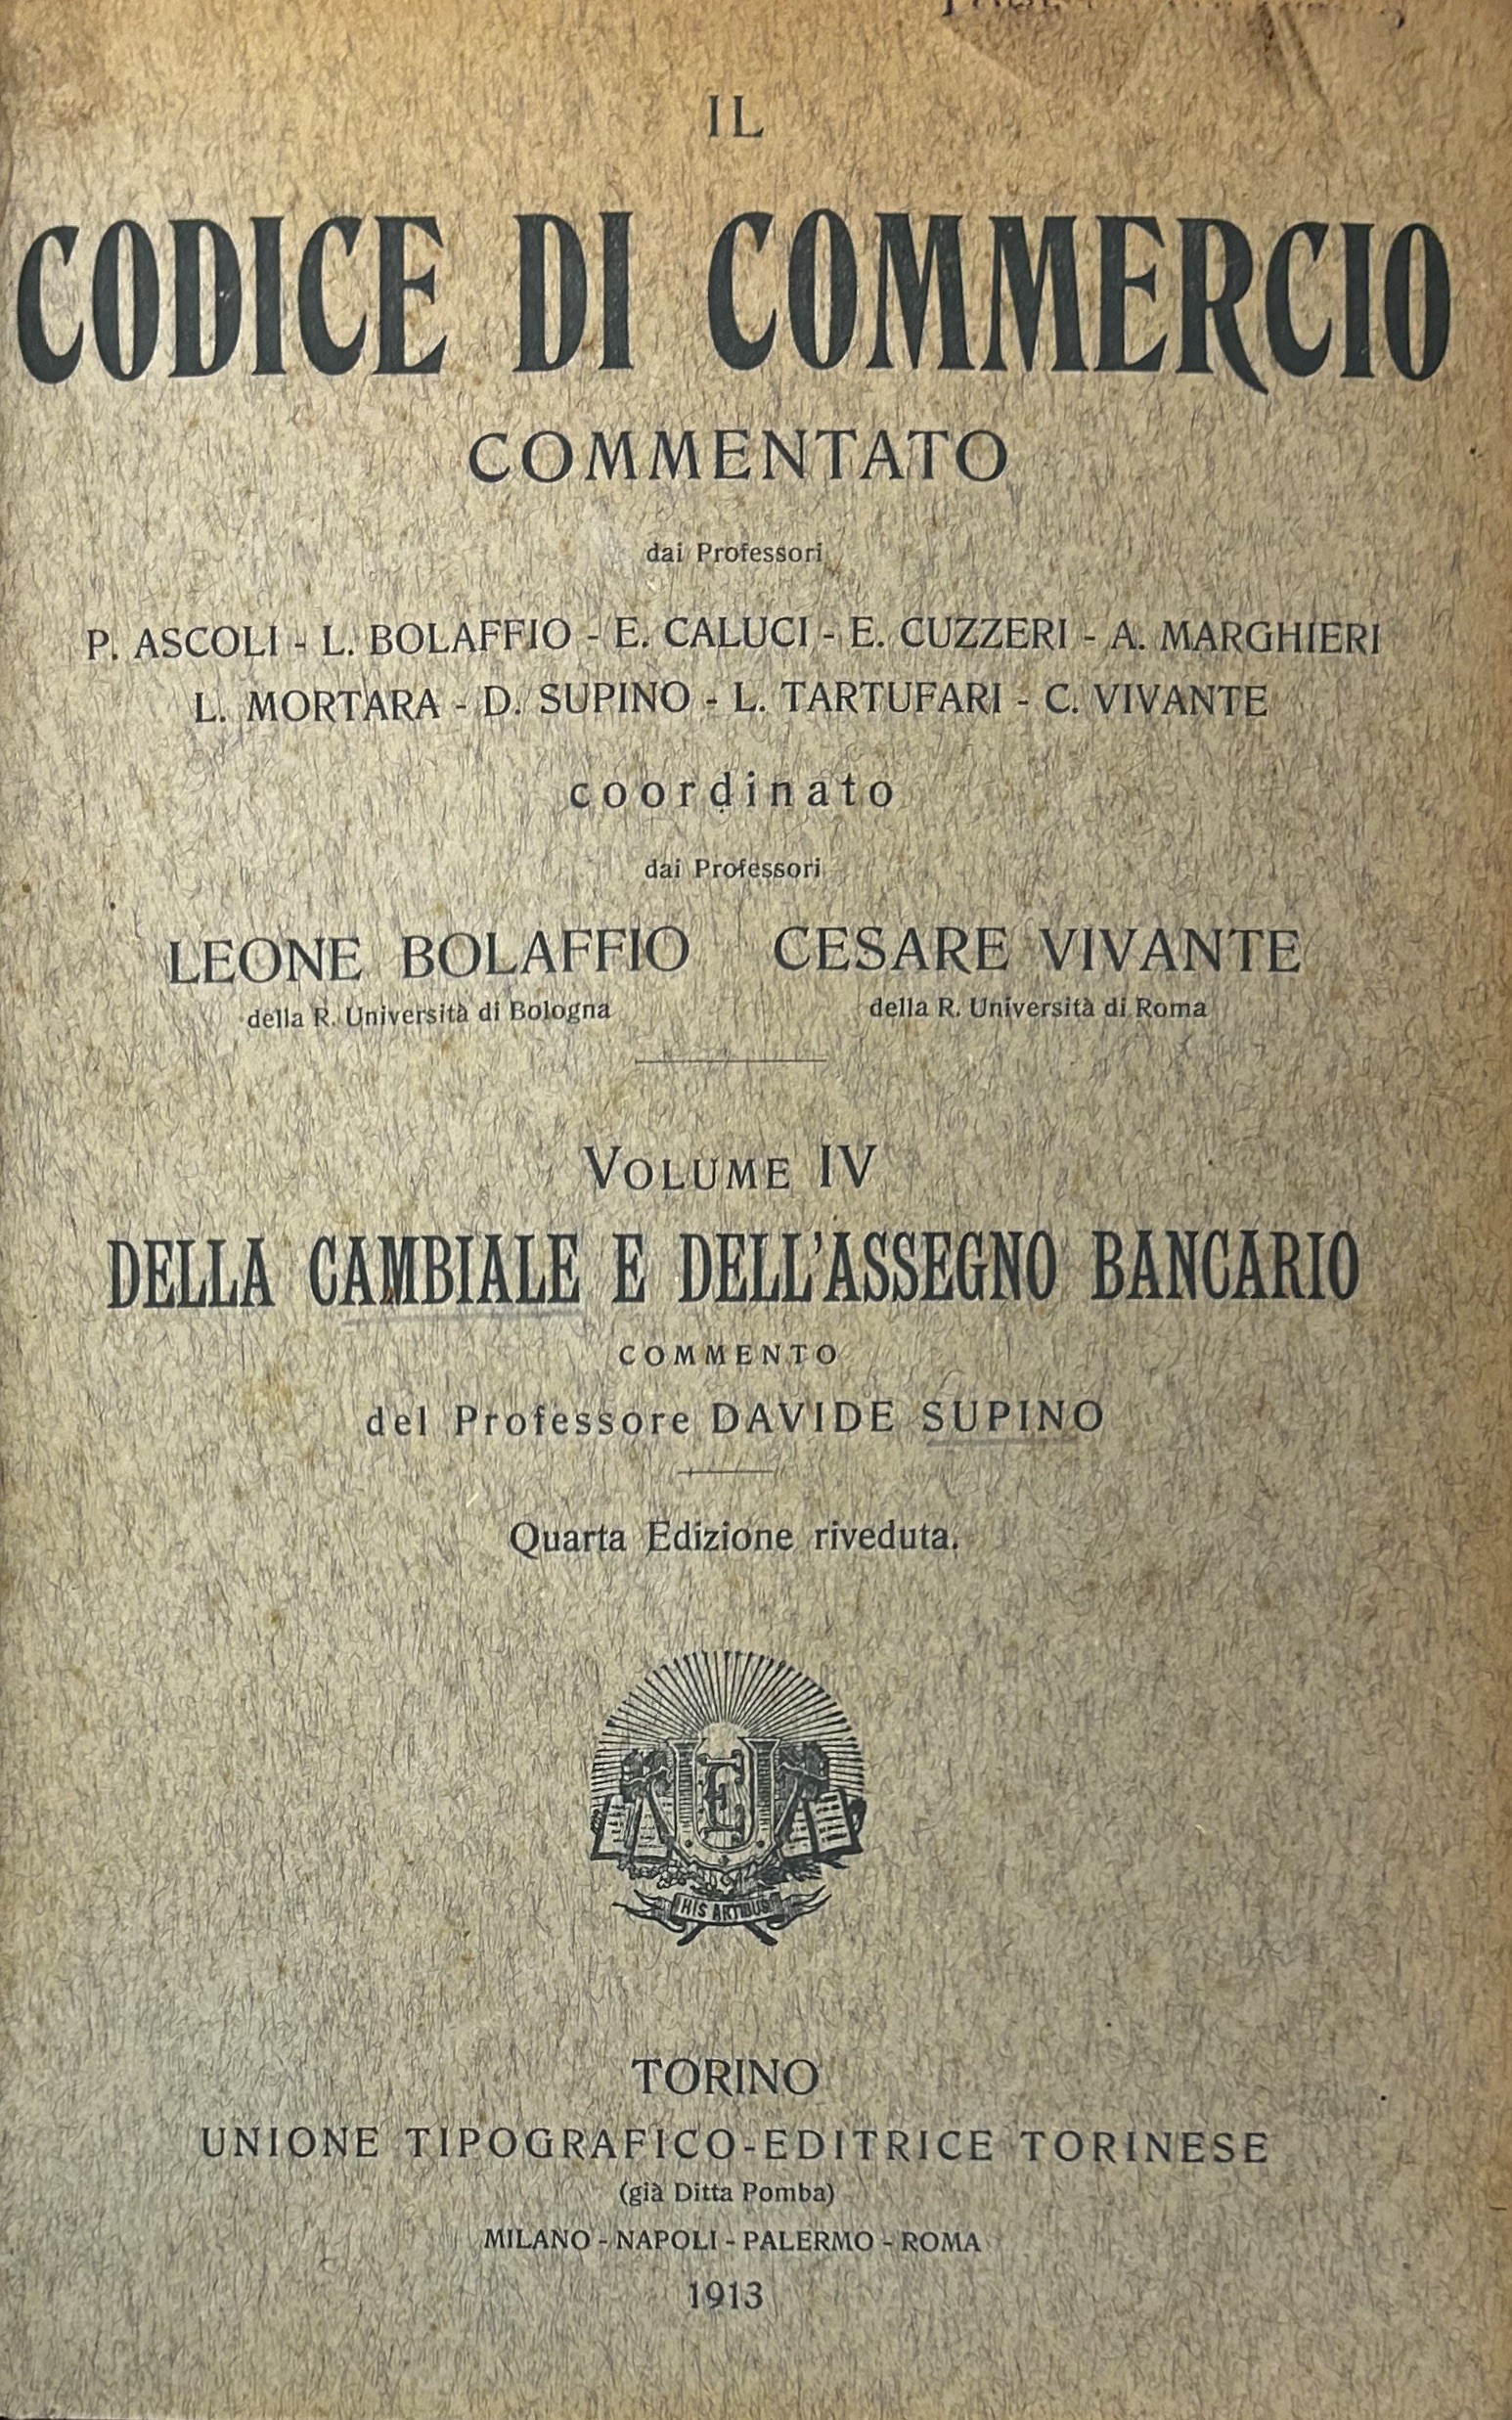 IL
CODICE DI COMMERCIO
COMMENTATO
dai Professori
P. ASCOLI - L. BOLAFFIO - E. CALUCI - E. CUZZERI - A. MARGHIERI
L. MORTARA - D. SUPINO - L. TARTUFARI - C. VIVANTE
coordinato
dai Professori
LEONE BOLAFFIO CESARE VIVANTE
della R. Università di Bologna della R. Università di Roma
VOLUME IV
DELLA CAMBIALE E DELL'ASSEGNO BANCARIO
COMMENTO
del Professore DAVIDE SUPINO
Quarta Edizione riveduta.
UE
HIS ARTIBUS
TORINO
UNIONE TIPOGRAFICO-EDITRICE TORINESE
(già Ditta Pomba)
MILANO - NAPOLI - PALERMO - ROMA
1913